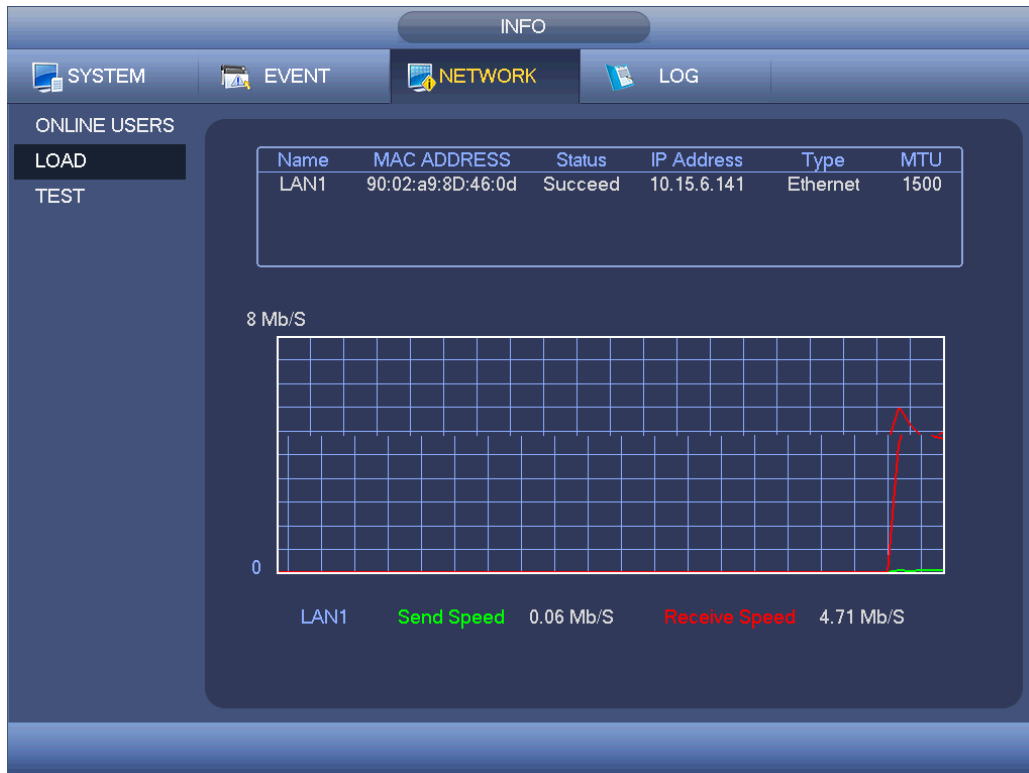 INFO
SYSTEM EVENT NETWORK LOG
ONLINE USERS
LOAD
TEST
Name MAC ADDRESS Status IP Address Type MTU
LAN1 90:02:a9:8D:46:0d Succeed 10.15.6.141 Ethernet 1500
8 Mb/S
0
LAN1 Send Speed 0.06 Mb/S Receive Speed 4.71 Mb/S